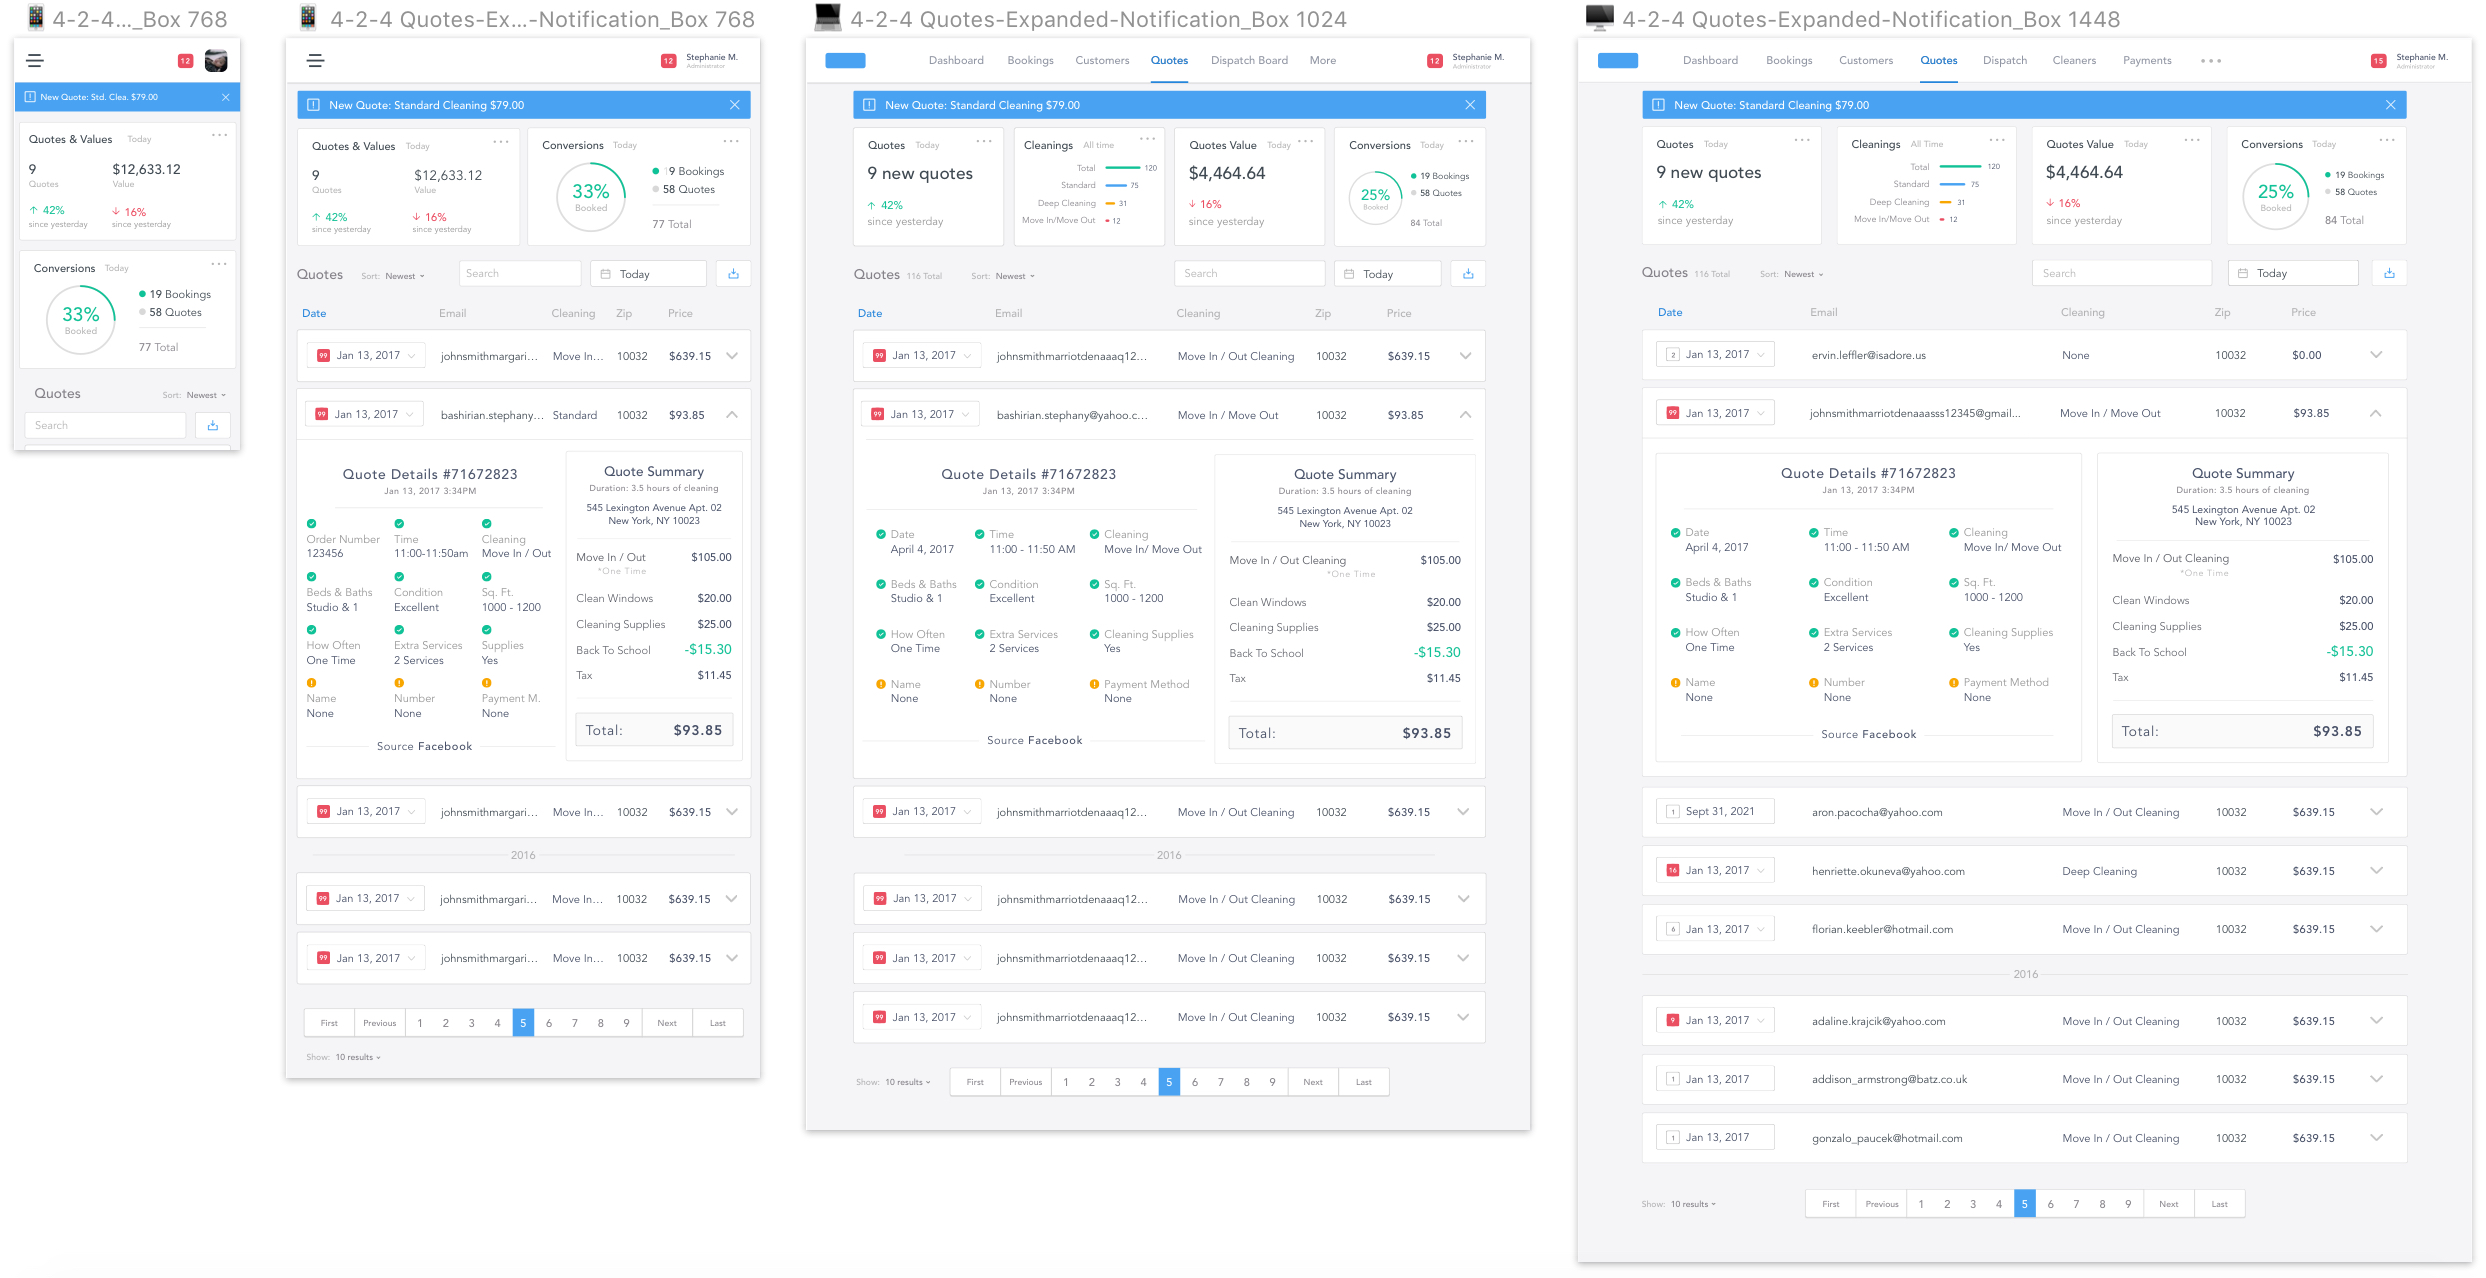 4-2-4..._Box 768
12
New Quote: Std. Clea. $79.00
Quotes & Values Today
9 $12,633.12
Quotes Value
42% 16%
since yesterday since yesterday
Conversions Today
33%
Booked
19 Bookings
58 Quotes
77 Total
Quotes Sort: Newest
Search
4-2-4 Quotes-Ex...-Notification_Box 768
12 Stephanie M.
Administrator
New Quote: Standard Cleaning $79.00
Quotes & Values Today
9 $12,633.12
Quotes Value
42% 16%
since yesterday since yesterday
Conversions Today
33%
Booked
19 Bookings
58 Quotes
77 Total
Quotes Sort: Newest Search Today
Date Email Cleaning Zip Price
99 Jan 13, 2017 johnsmithmargari... Move In... 10032 $639.15
99 Jan 13, 2017 bashirian.stephany... Standard 10032 $93.85
Quote Details #71672823
Jan 13, 2017 3:34PM
Order Number Time Cleaning
123456 11:00-11:50am Move In / Out
Beds & Baths Condition Sq. Ft.
Studio & 1 Excellent 1000 - 1200
How Often Extra Services Supplies
One Time 2 Services Yes
Name Number Payment M.
None None None
Source Facebook
Quote Summary
Duration: 3.5 hours of cleaning
545 Lexington Avenue Apt. 02
New York, NY 10023
Move In / Out $105.00
*One Time
Clean Windows $20.00
Cleaning Supplies $25.00
Back To School -$15.30
Tax $11.45
Total: $93.85
99 Jan 13, 2017 johnsmithmargari... Move In... 10032 $639.15
2016
99 Jan 13, 2017 johnsmithmargari... Move In... 10032 $639.15
99 Jan 13, 2017 johnsmithmargari... Move In... 10032 $639.15
First Previous 1 2 3 4 5 6 7 8 9 Next Last
Show: 10 results
4-2-4 Quotes-Expanded-Notification_Box 1024
Dashboard Bookings Customers Quotes Dispatch Board More 12 Stephanie M.
Administrator
New Quote: Standard Cleaning $79.00
Quotes Today
9 new quotes
42%
since yesterday
Cleanings All time
Total 120
Standard 75
Deep Cleaning 31
Move In/Move Out 12
Quotes Value Today
$4,464.64
16%
since yesterday
Conversions Today
25%
Booked
19 Bookings
58 Quotes
84 Total
Quotes 116 Total Sort: Newest Search Today
Date Email Cleaning Zip Price
99 Jan 13, 2017 johnsmithmarriotdenaaaq12... Move In / Out Cleaning 10032 $639.15
99 Jan 13, 2017 bashirian.stephany@yahoo.c... Move In / Move Out 10032 $93.85
Quote Details #71672823
Jan 13, 2017 3:34PM
Date Time Cleaning
April 4, 2017 11:00 - 11:50 AM Move In/ Move Out
Beds & Baths Condition Sq. Ft.
Studio & 1 Excellent 1000 - 1200
How Often Extra Services Cleaning Supplies
One Time 2 Services Yes
Name Number Payment Method
None None None
Source Facebook
Quote Summary
Duration: 3.5 hours of cleaning
545 Lexington Avenue Apt. 02
New York, NY 10023
Move In / Out Cleaning $105.00
*One Time
Clean Windows $20.00
Cleaning Supplies $25.00
Back To School -$15.30
Tax $11.45
Total: $93.85
99 Jan 13, 2017 johnsmithmarriotdenaaaq12... Move In / Out Cleaning 10032 $639.15
2016
99 Jan 13, 2017 johnsmithmarriotdenaaaq12... Move In / Out Cleaning 10032 $639.15
99 Jan 13, 2017 johnsmithmarriotdenaaaq12... Move In / Out Cleaning 10032 $639.15
99 Jan 13, 2017 johnsmithmarriotdenaaaq12... Move In / Out Cleaning 10032 $639.15
Show: 10 results First Previous 1 2 3 4 5 6 7 8 9 Next Last
4-2-4 Quotes-Expanded-Notification_Box 1448
Dashboard Bookings Customers Quotes Dispatch Cleaners Payments 15 Stephanie M.
Administrator
New Quote: Standard Cleaning $79.00
Quotes Today
9 new quotes
42%
since yesterday
Cleanings All Time
Total 120
Standard 75
Deep Cleaning 31
Move In/Move Out 12
Quotes Value Today
$4,464.64
16%
since yesterday
Conversions Today
25%
Booked
19 Bookings
58 Quotes
84 Total
Quotes 116 Total Sort: Newest Search Today
Date Email Cleaning Zip Price
2 Jan 13, 2017 ervin.leffler@isadore.us None 10032 $0.00
99 Jan 13, 2017 johnsmithmarriotdenaaasss12345@gmail... Move In / Move Out 10032 $93.85
Quote Details #71672823
Jan 13, 2017 3:34PM
Date Time Cleaning
April 4, 2017 11:00 - 11:50 AM Move In/ Move Out
Beds & Baths Condition Sq. Ft.
Studio & 1 Excellent 1000 - 1200
How Often Extra Services Cleaning Supplies
One Time 2 Services Yes
Name Number Payment Method
None None None
Source Facebook
Quote Summary
Duration: 3.5 hours of cleaning
545 Lexington Avenue Apt. 02
New York, NY 10023
Move In / Out Cleaning $105.00
*One Time
Clean Windows $20.00
Cleaning Supplies $25.00
Back To School -$15.30
Tax $11.45
Total: $93.85
1 Sept 31, 2021 aron.pacocha@yahoo.com Move In / Out Cleaning 10032 $639.15
16 Jan 13, 2017 henriette.okuneva@yahoo.com Deep Cleaning 10032 $639.15
6 Jan 13, 2017 florian.keebler@hotmail.com Move In / Out Cleaning 10032 $639.15
2016
9 Jan 13, 2017 adaline.krajcik@yahoo.com Move In / Out Cleaning 10032 $639.15
1 Jan 13, 2017 addison_armstrong@batz.co.uk Move In / Out Cleaning 10032 $639.15
1 Jan 13, 2017 gonzalo_paucek@hotmail.com Move In / Out Cleaning 10032 $639.15
Show: 10 results First Previous 1 2 3 4 5 6 7 8 9 Next Last